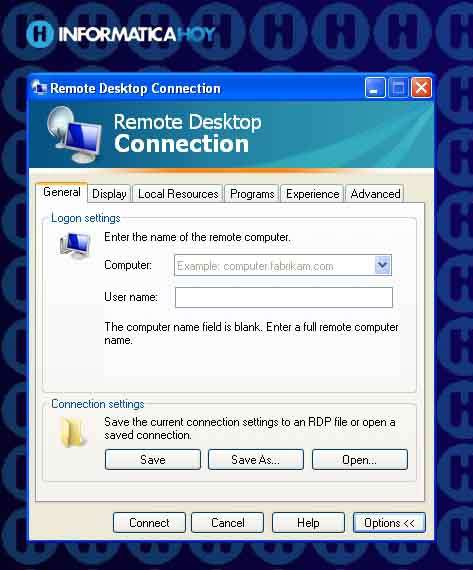 INFORMATICAHOY
Remote Desktop Connection
Remote Desktop
Connection
General Display Local Resources Programs Experience Advanced
Logon settings
Enter the name of the remote computer.
Computer: Example: computer.fabrikam.com
User name:
The computer name field is blank. Enter a full remote computer
name.
Connection settings
Save the current connection settings to an RDP file or open a
saved connection.
Save Save As... Open...
Connect Cancel Help Options <<